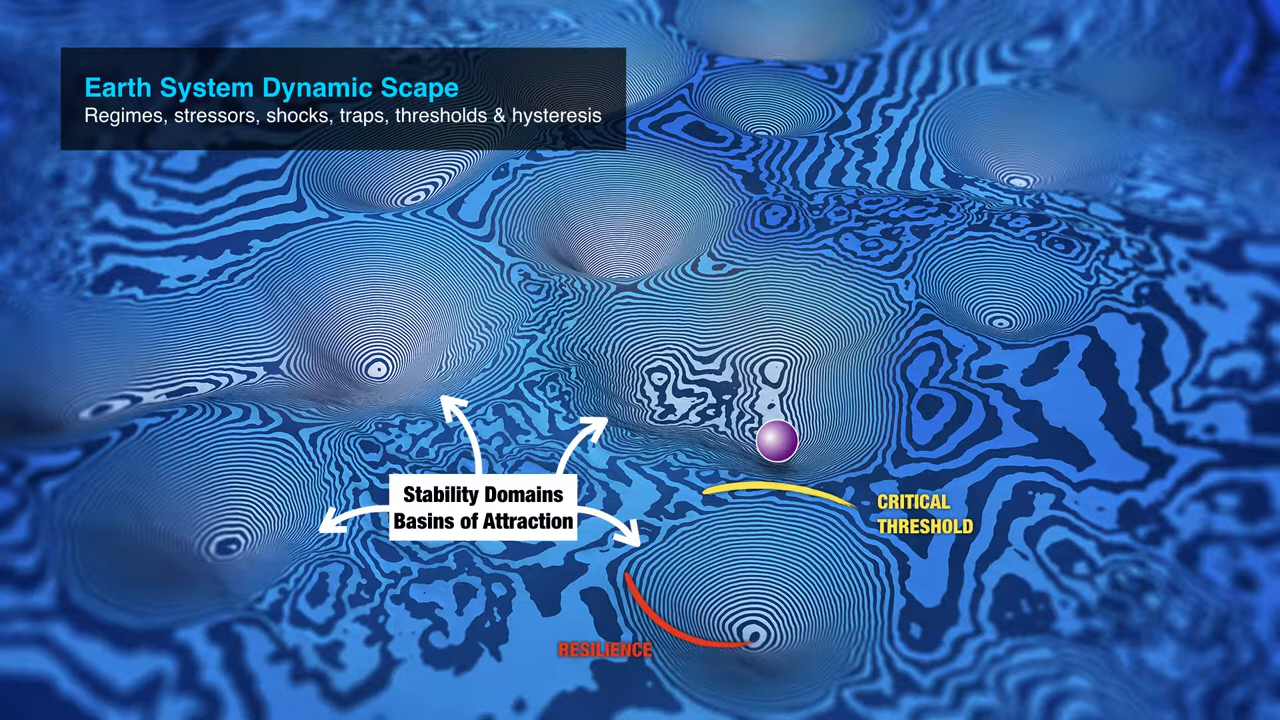 Earth System Dynamic Scape
Regimes, stressors, shocks, traps, thresholds & hysteresis
Stability Domains
Basins of Attraction
CRITICAL
THRESHOLD
RESILIENCE